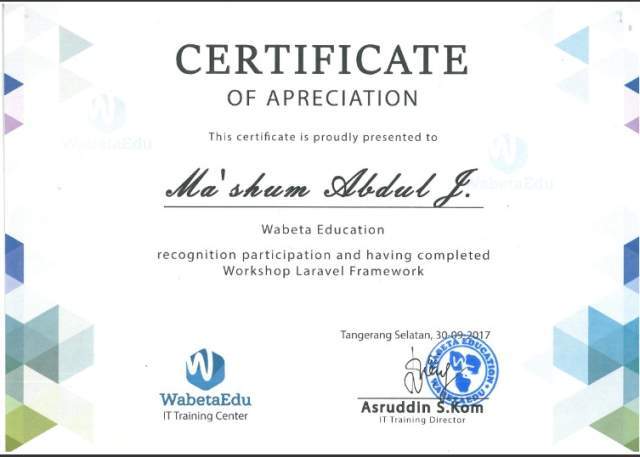 CERTIFICATE
OF APRECIATION
This certificate is proudly presented to
WabetaEdu
WabetaEdu
Ma'shum Abdul J.
Wabeta Education
recognition participation and having completed
Workshop Laravel Framework
Tangerang Selatan, 30-09-2017
WABETA EDUCATION
WABETAEDU
WabetaEdu
IT Training Center
Asruddin S.Kom
IT Training Director